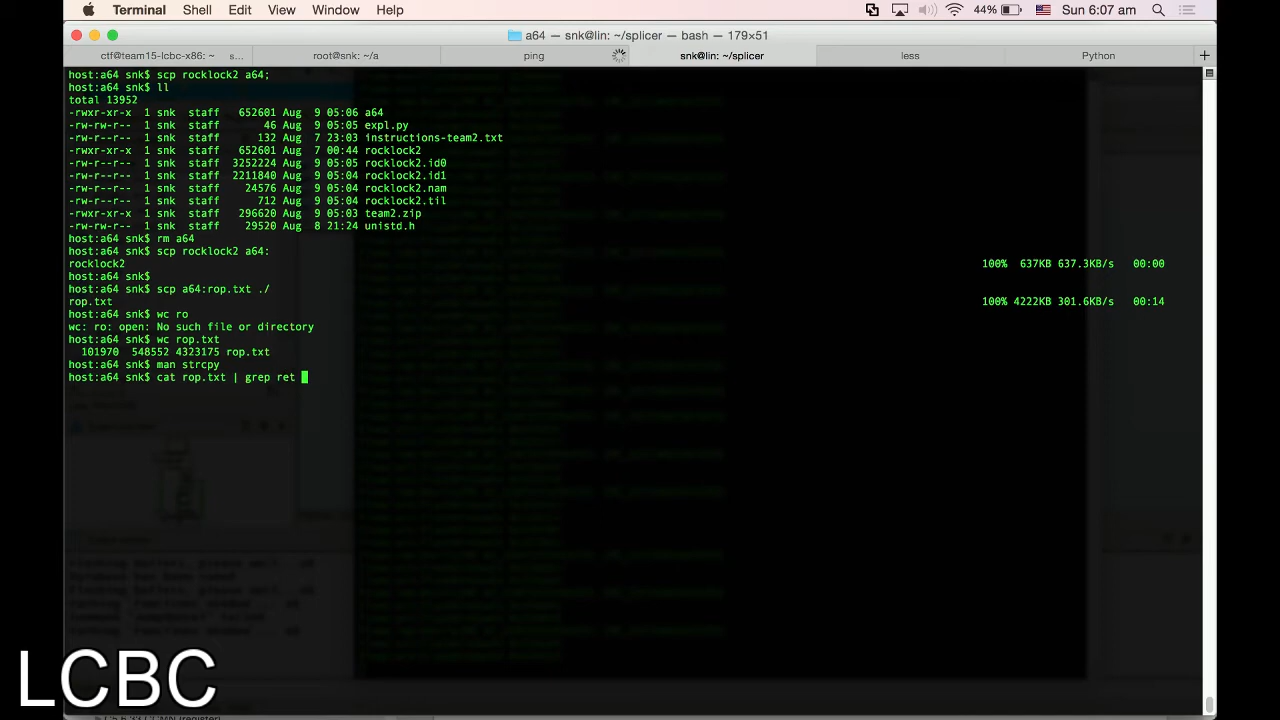 Terminal Shell Edit View Window Help 44% Sun 6:07 am
a64 — snk@lin: ~/splicer — bash — 179×51
ctf@team15-lcbc-x86: ~ s... root@snk: ~/a ping snk@lin: ~/splicer less Python
host:a64 snk$ scp rocklock2 a64;
host:a64 snk$ ll
total 13952
-rwxr-xr-x 1 snk staff 652601 Aug 9 05:06 a64
-rw-rw-r-- 1 snk staff 46 Aug 9 05:05 expl.py
-rw-r--r-- 1 snk staff 132 Aug 7 23:03 instructions-team2.txt
-rwxr-xr-x 1 snk staff 652601 Aug 7 00:44 rocklock2
-rw-r--r-- 1 snk staff 3252224 Aug 9 05:05 rocklock2.id0
-rw-r--r-- 1 snk staff 2211840 Aug 9 05:04 rocklock2.id1
-rw-r--r-- 1 snk staff 24576 Aug 9 05:04 rocklock2.nam
-rw-r--r-- 1 snk staff 712 Aug 9 05:04 rocklock2.til
-rwxr-xr-x 1 snk staff 296620 Aug 9 05:03 team2.zip
-rw-rw-r-- 1 snk staff 29520 Aug 8 21:24 unistd.h
host:a64 snk$ rm a64
host:a64 snk$ scp rocklock2 a64:
rocklock2 100% 637KB 637.3KB/s 00:00
host:a64 snk$
host:a64 snk$ scp a64:rop.txt ./
rop.txt 100% 4222KB 301.6KB/s 00:14
host:a64 snk$ wc ro
wc: ro: open: No such file or directory
host:a64 snk$ wc rop.txt
101970 548552 4323175 rop.txt
host:a64 snk$ man strcpy
host:a64 snk$ cat rop.txt | grep ret
LCBC